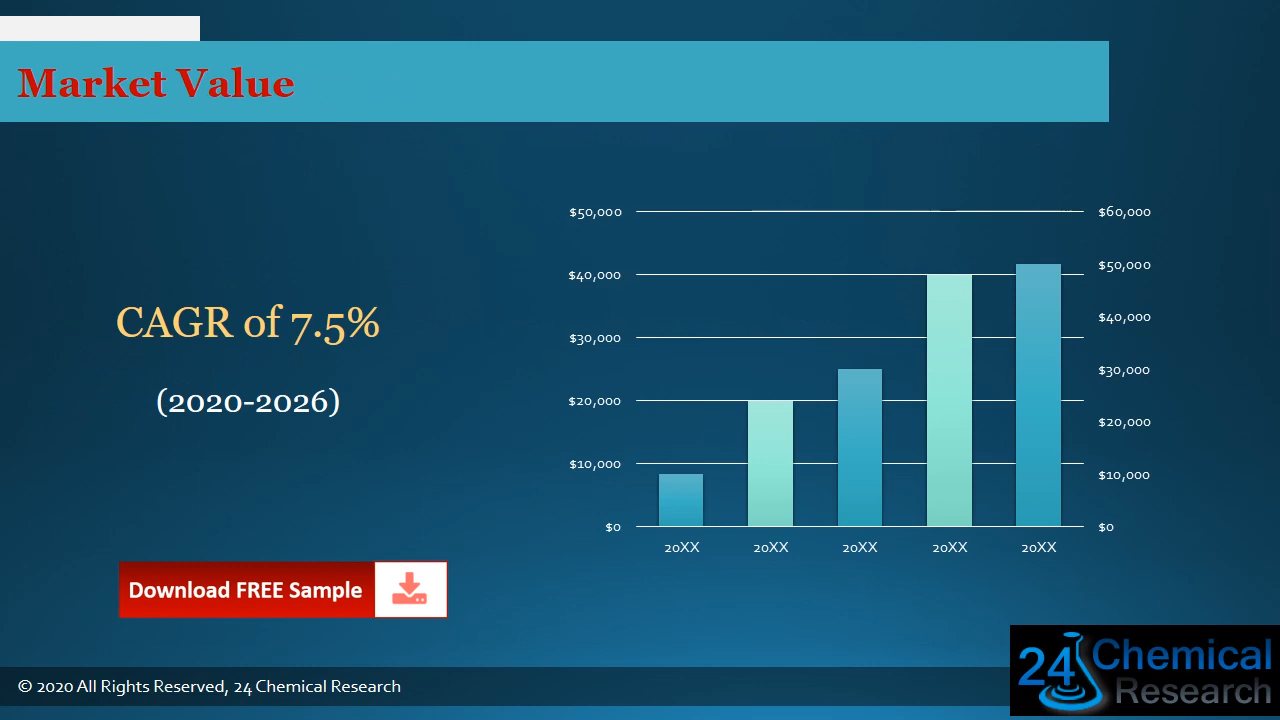 Market Value
CAGR of 7.5%
(2020-2026)
Download FREE Sample
$50,000
$40,000
$30,000
$20,000
$10,000
$0
$60,000
$50,000
$40,000
$30,000
$20,000
$10,000
$0
20XX 20XX 20XX 20XX 20XX
© 2020 All Rights Reserved, 24 Chemical Research
24 Chemical
Research